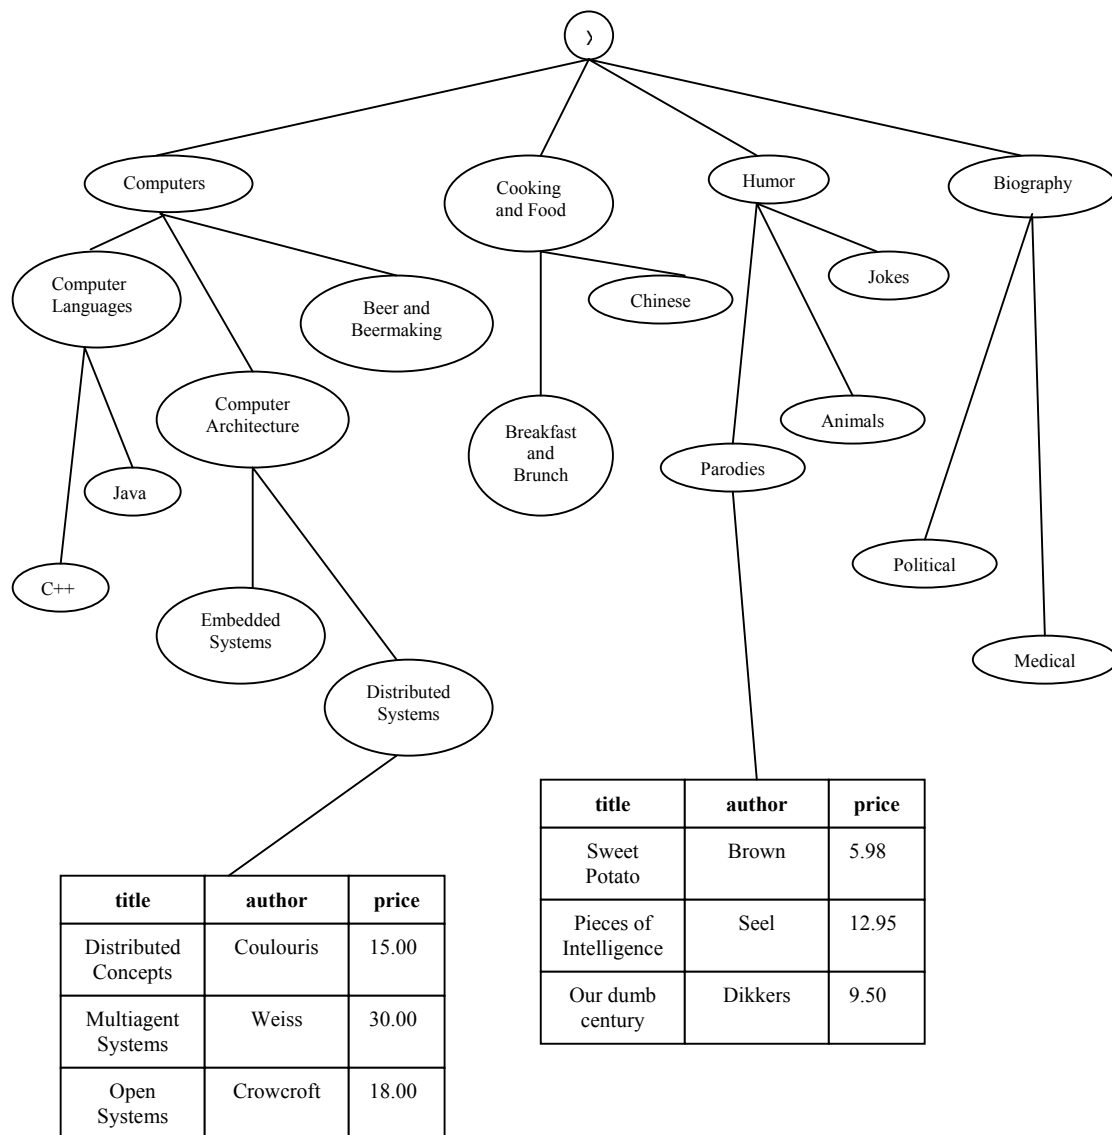 Computers
Cooking
and Food
Humor
Biography
Computer
Languages
Beer and
Beermaking
Chinese
Jokes
Computer
Architecture
Breakfast
and
Brunch
Animals
Parodies
Java
C++
Embedded
Systems
Political
Medical
Distributed
Systems
title author price
Sweet
Potato
Brown 5.98
Pieces of
Intelligence
Seel 12.95
Our dumb
century
Dikkers 9.50
title author price
Distributed
Concepts
Coulouris 15.00
Multiagent
Systems
Weiss 30.00
Open
Systems
Crowcroft 18.00